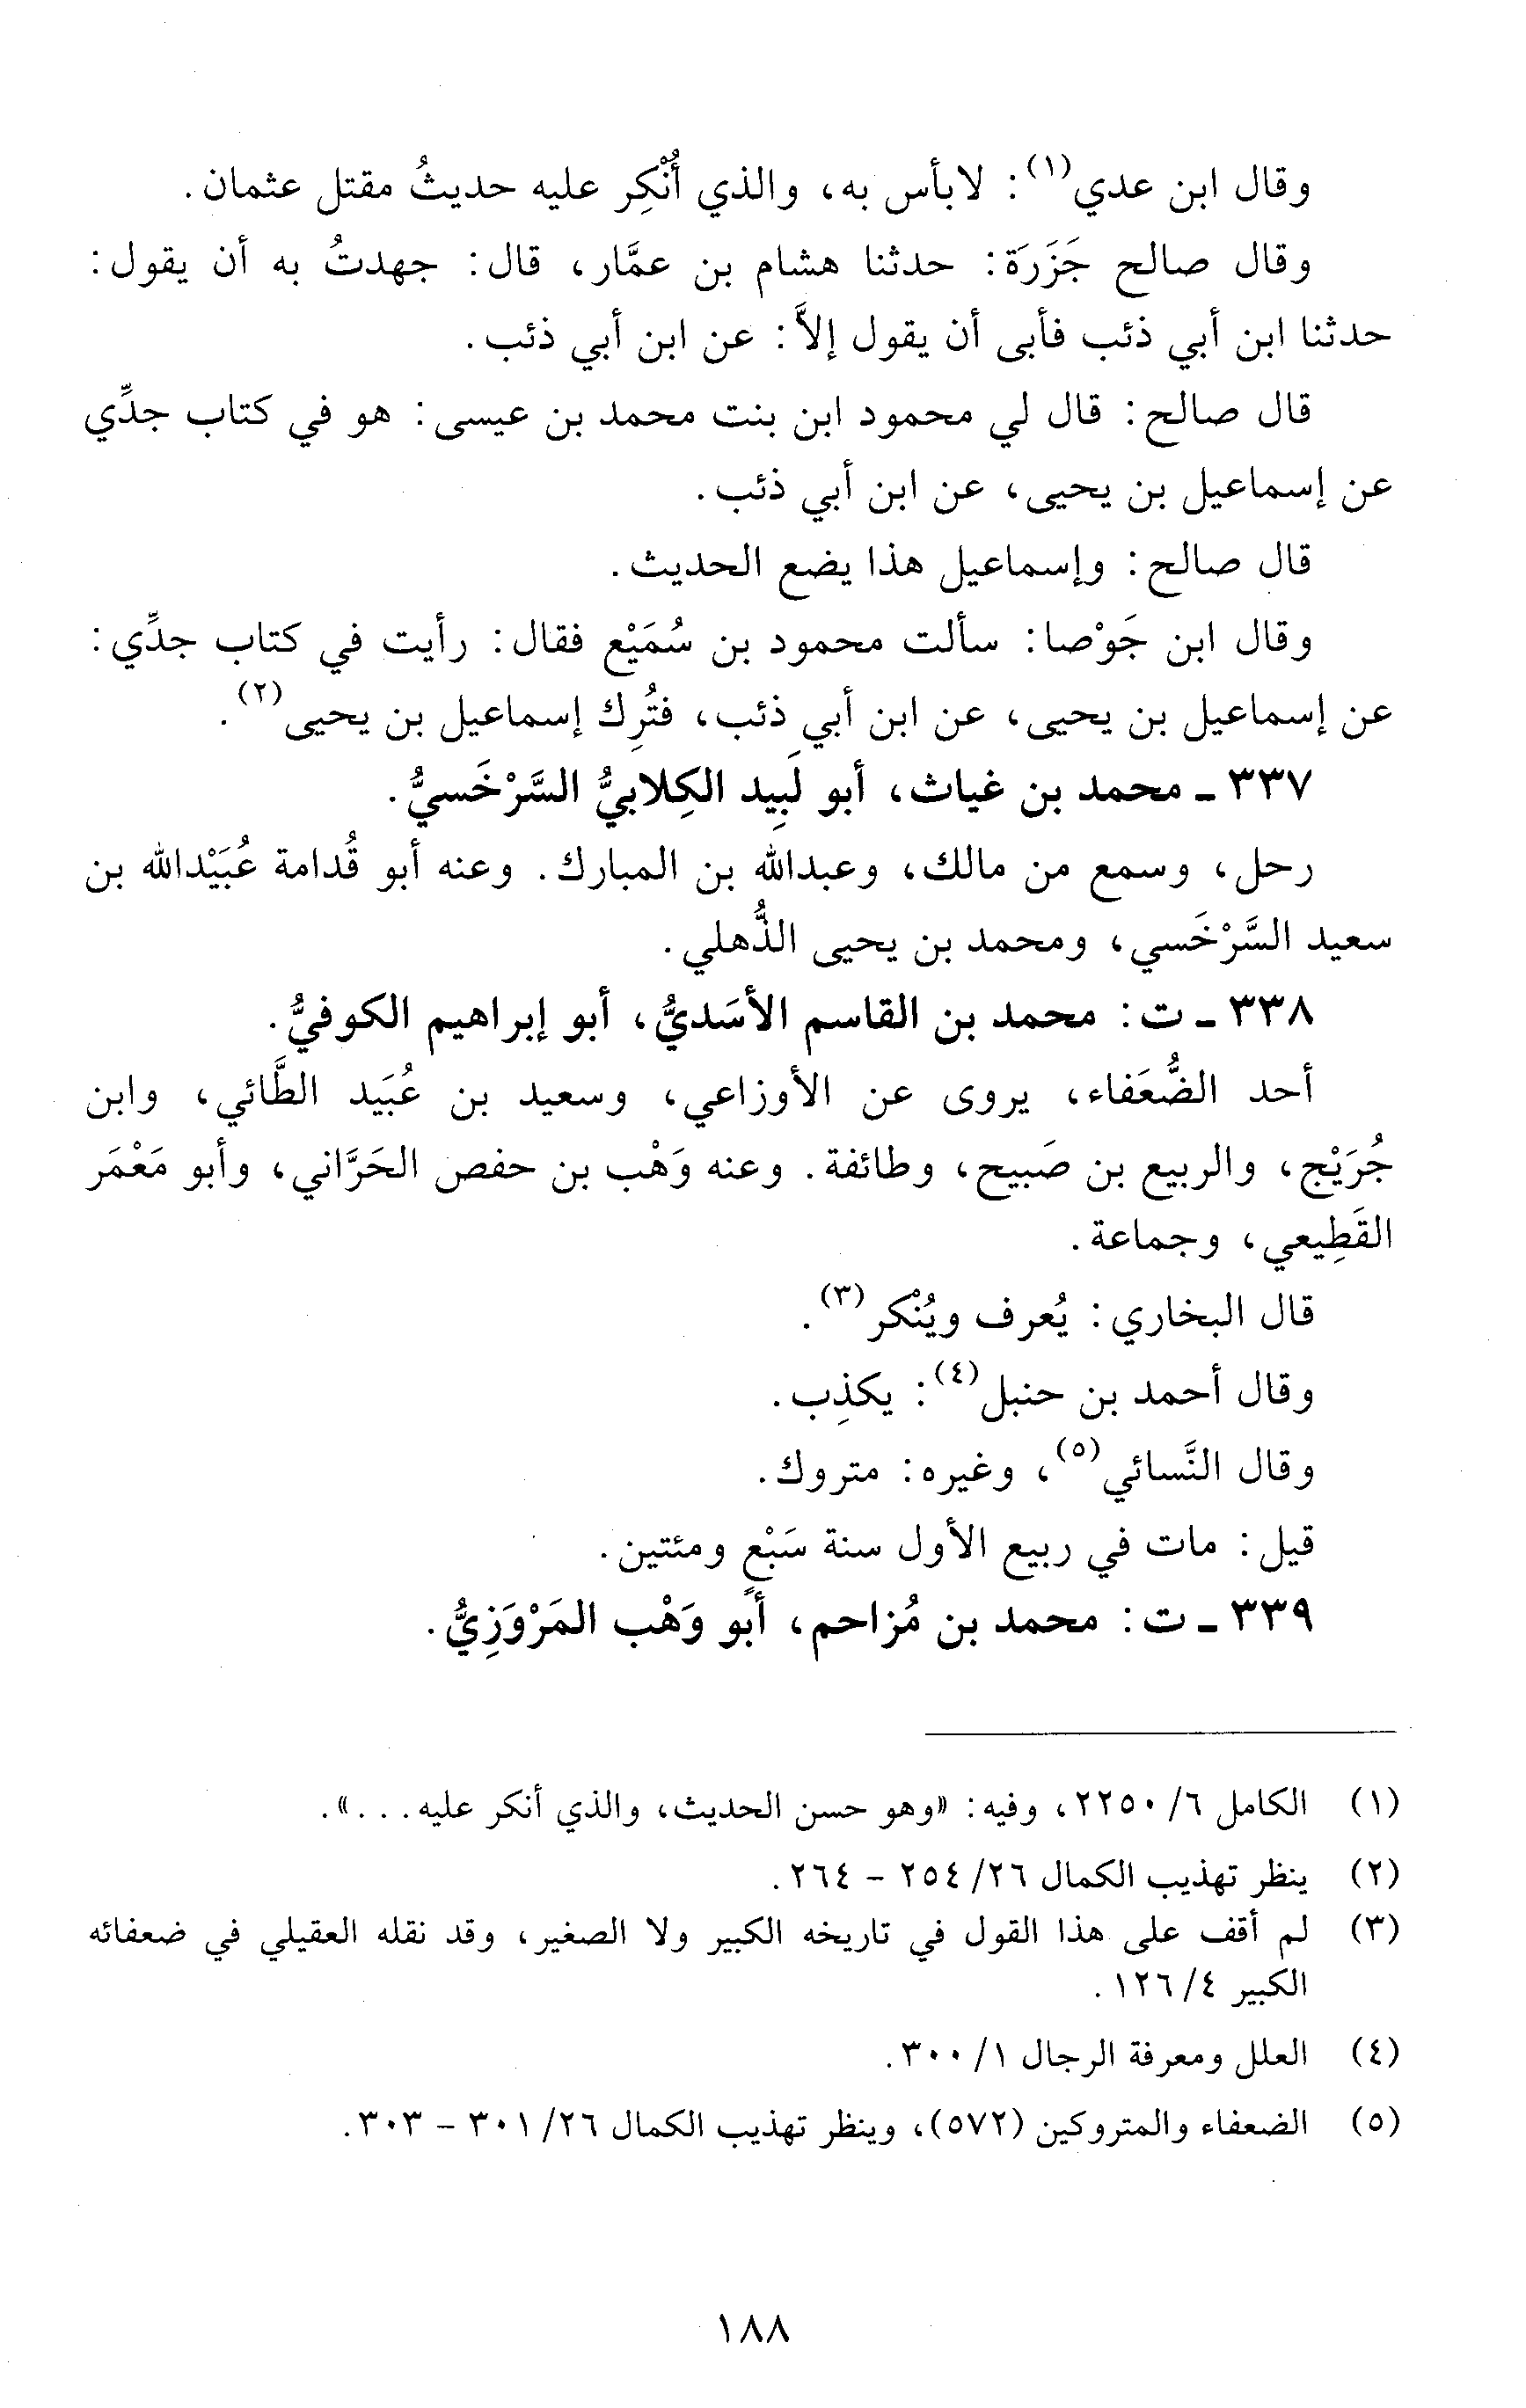 وقال ابن عدي(١): لابأس به، والذي أُنْكِر عليه حديثُ مقتل عثمان.
وقال صالح جَزَرَة: حدثنا هشام بن عمَّار، قال: جهدتُ به أن يقول:
حدثنا ابن أبي ذئب فأبى أن يقول إلاَّ: عن ابن أبي ذئب.
قال صالح: قال لي محمود ابن بنت محمد بن عيسى: هو في كتاب جدِّي
عن إسماعيل بن يحيى، عن ابن أبي ذئب.
قال صالح: وإسماعيل هذا يضع الحديث.
وقال ابن جَوْصا: سألت محمود بن سُمَيْع فقال: رأيت في كتاب جدِّي:
عن إسماعيل بن يحيى، عن ابن أبي ذئب، فتُرِك إسماعيل بن يحيى(٢).
٣٣٧ ـ محمد بن غياث، أبو لَبِيد الكِلابيُّ السَّرْخَسيُّ.
رحل، وسمع من مالك، وعبدالله بن المبارك. وعنه أبو قُدامة عُبَيْدالله بن
سعيد السَّرْخَسي، ومحمد بن يحيى الذُّهلي.
٣٣٨ ـ ت: محمد بن القاسم الأسَديُّ، أبو إبراهيم الكوفيُّ.
أحد الضُّعَفاء، يروى عن الأوزاعي، وسعيد بن عُبَيد الطَّائي، وابن
جُرَيْج، والربيع بن صَبيح، وطائفة. وعنه وَهْب بن حفص الحَرَّاني، وأبو مَعْمَر
القَطِيعي، وجماعة.
قال البخاري: يُعرف ويُنْكر(٣).
وقال أحمد بن حنبل(٤): يكذِب.
وقال النَّسائي(٥)، وغيره: متروك.
قيل: مات في ربيع الأول سنة سَبْعٍ ومئتين.
٣٣٩ ـ ت: محمد بن مُزاحم، أبو وَهْب المَرْوَزِيُّ.
(١) الكامل ٦/ ٢٢٥٠، وفيه: «وهو حسن الحديث، والذي أنكر عليه...».
(٢) ينظر تهذيب الكمال ٢٦/ ٢٥٤ - ٢٦٤.
(٣) لم أقف على هذا القول في تاريخه الكبير ولا الصغير، وقد نقله العقيلي في ضعفائه
الكبير ٤/ ١٢٦.
(٤) العلل ومعرفة الرجال ١/ ٣٠٠.
(٥) الضعفاء والمتروكين (٥٧٢)، وينظر تهذيب الكمال ٢٦/ ٣٠١ - ٣٠٣.
١٨٨